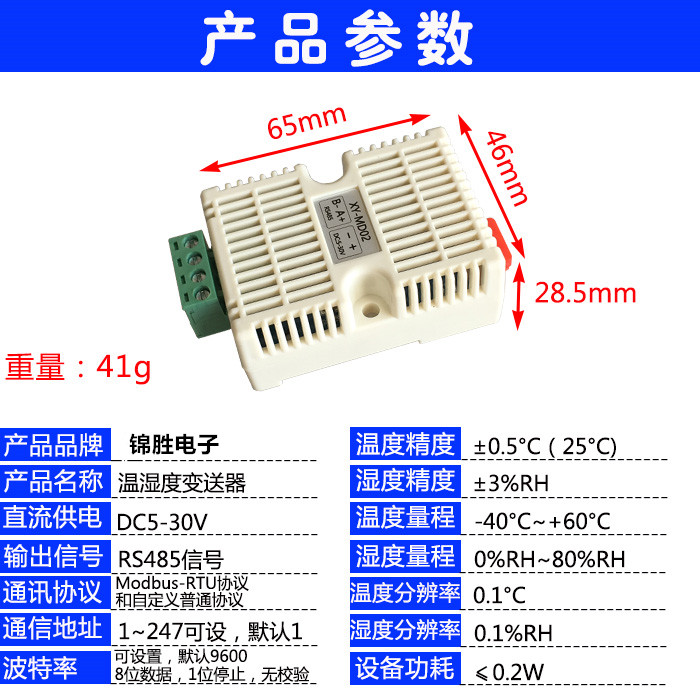 产品参数
65mm
46mm
28.5mm
XY-MD02
B- A+ - +
RS485 DC5-30V
重量：41g
产品品牌 锦胜电子
产品名称 温湿度变送器
直流供电 DC5-30V
输出信号 RS485信号
通讯协议 Modbus-RTU协议
和自定义普通协议
通信地址 1~247可设，默认1
波特率 可设置，默认9600
8位数据，1位停止，无校验
温度精度 ±0.5°C（25°C)
湿度精度 ±3%RH
温度量程 -40°C~+60°C
湿度量程 0%RH~80%RH
温度分辨率 0.1°C
湿度分辨率 0.1%RH
设备功耗 ≤0.2W